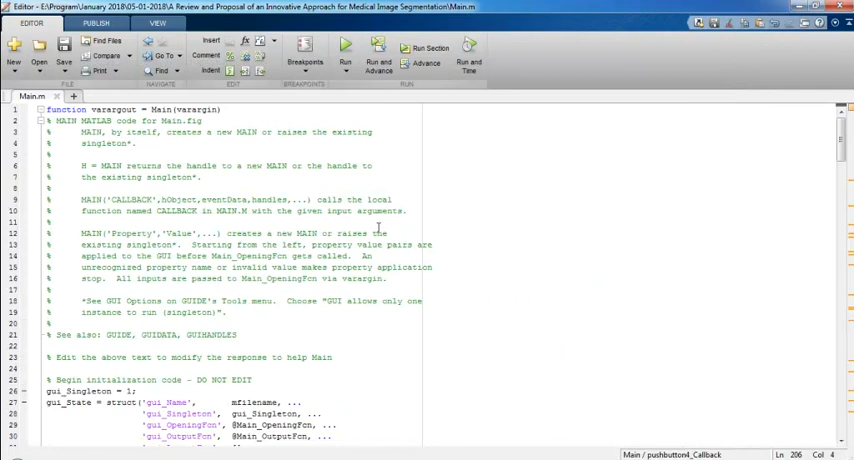 Editor - E:\Program\January 2018\05-01-2018\A Review and Proposal of an Innovative Approach for Medical Image Segmentation\Main.m
EDITOR PUBLISH VIEW
New Open Save Find Files Compare Print
Go To Find
Insert fx
Comment
Indent
Breakpoints
Run Run and Advance Run Section Advance Run and Time
FILE NAVIGATE EDIT BREAKPOINTS RUN
Main.m
1 function varargout = Main(varargin)
2 % MAIN MATLAB code for Main.fig
3 % MAIN, by itself, creates a new MAIN or raises the existing
4 % singleton*.
5 %
6 % H = MAIN returns the handle to a new MAIN or the handle to
7 % the existing singleton*.
8 %
9 % MAIN('CALLBACK',hObject,eventData,handles,...) calls the local
10 % function named CALLBACK in MAIN.M with the given input arguments.
11 %
12 % MAIN('Property','Value',...) creates a new MAIN or raises the
13 % existing singleton*. Starting from the left, property value pairs are
14 % applied to the GUI before Main_OpeningFcn gets called. An
15 % unrecognized property name or invalid value makes property application
16 % stop. All inputs are passed to Main_OpeningFcn via varargin.
17 %
18 % *See GUI Options on GUIDE's Tools menu. Choose "GUI allows only one
19 % instance to run (singleton)".
20 %
21 % See also: GUIDE, GUIDATA, GUIHANDLES
22
23 % Edit the above text to modify the response to help Main
24
25 % Begin initialization code - DO NOT EDIT
26 gui_Singleton = 1;
27 gui_State = struct('gui_Name', mfilename, ...
28 'gui_Singleton', gui_Singleton, ...
29 'gui_OpeningFcn', @Main_OpeningFcn, ...
30 'gui_OutputFcn', @Main_OutputFcn, ...
Main / pushbutton4_Callback Ln 206 Col 4